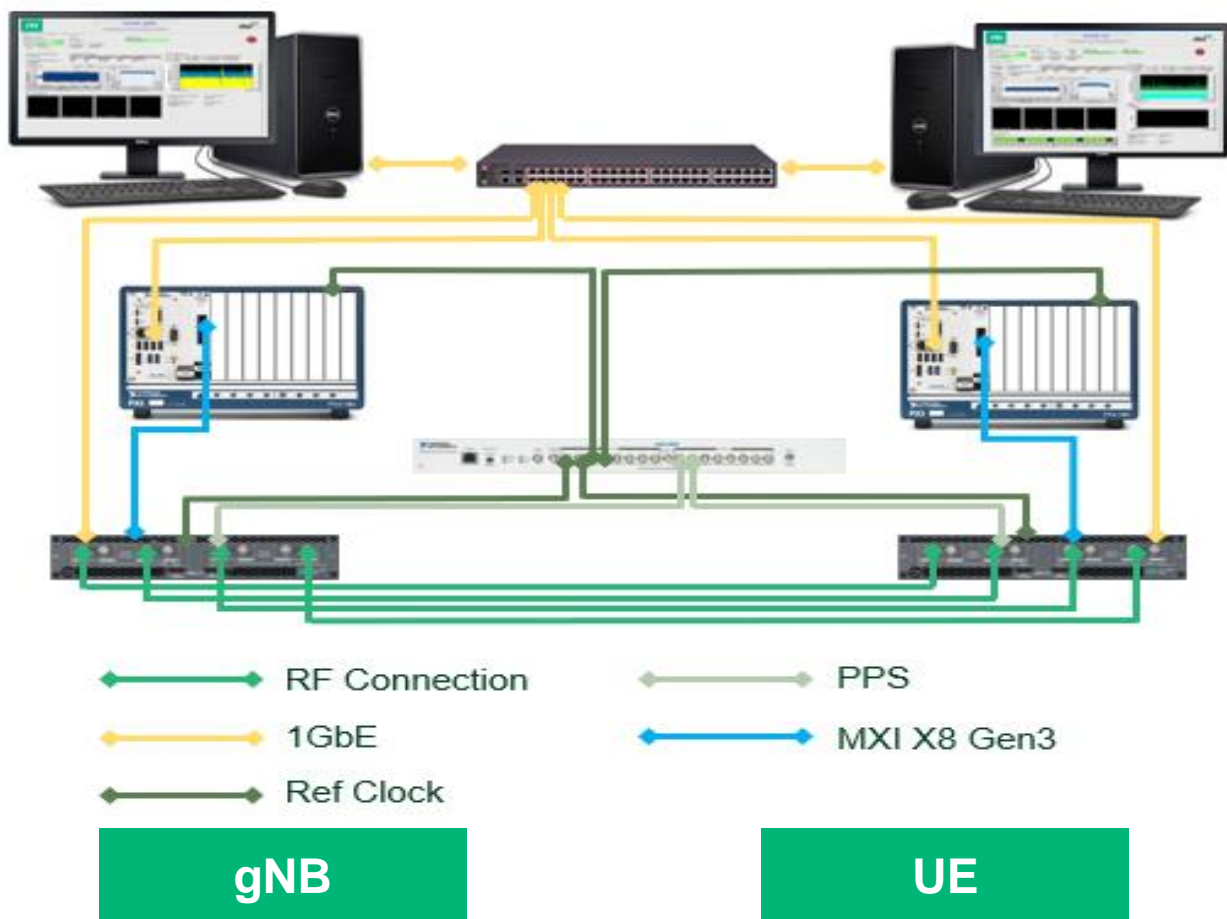 RF Connection
PPS
1GbE
MXI X8 Gen3
Ref Clock
gNB
UE